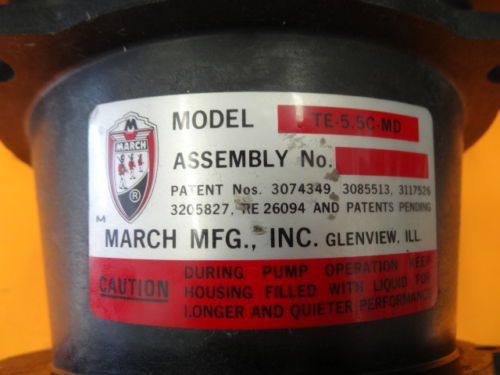 M
MARCH
®
M
MODEL TE-5.5C-MD
ASSEMBLY No.
PATENT Nos. 3074349, 3085513, 3117526
3205827, RE 26094 AND PATENTS PENDING
MARCH MFG., INC. GLENVIEW, ILL.
CAUTION
DURING PUMP OPERATION KEEP
HOUSING FILLED WITH LIQUID FOR
LONGER AND QUIETER PERFORMANCE